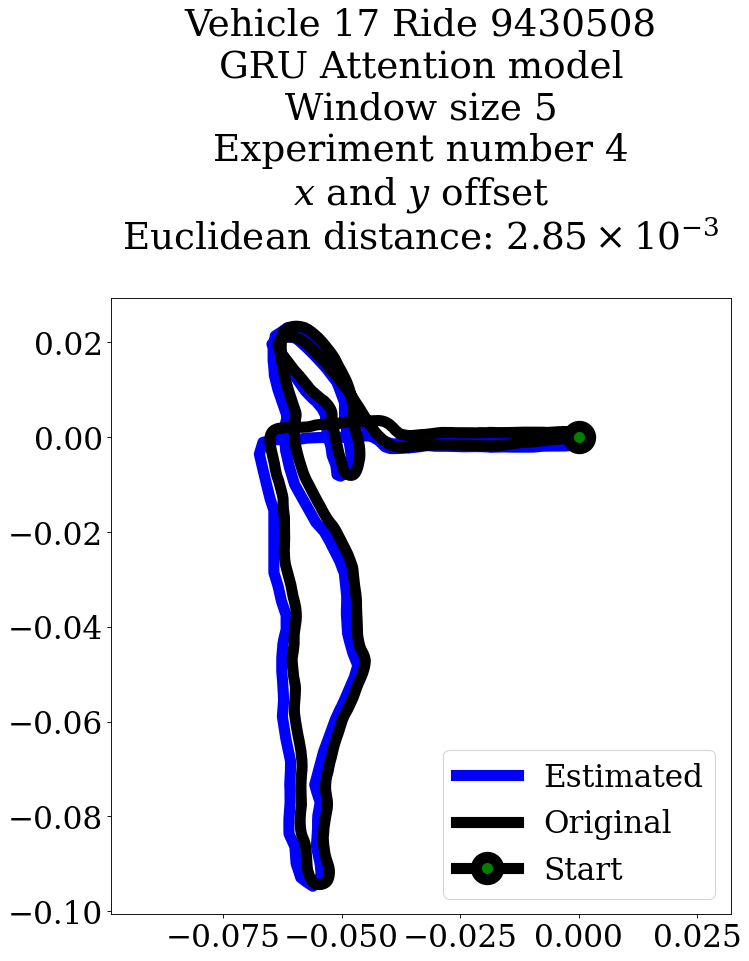 Vehicle 17 Ride 9430508
GRU Attention model
Window size 5
Experiment number 4
x and y offset
Euclidean distance: 2.85 × 10⁻³
0.02
0.00
−0.02
−0.04
−0.06
−0.08
−0.10
Estimated
Original
Start
−0.075 −0.050 −0.025 0.000 0.025